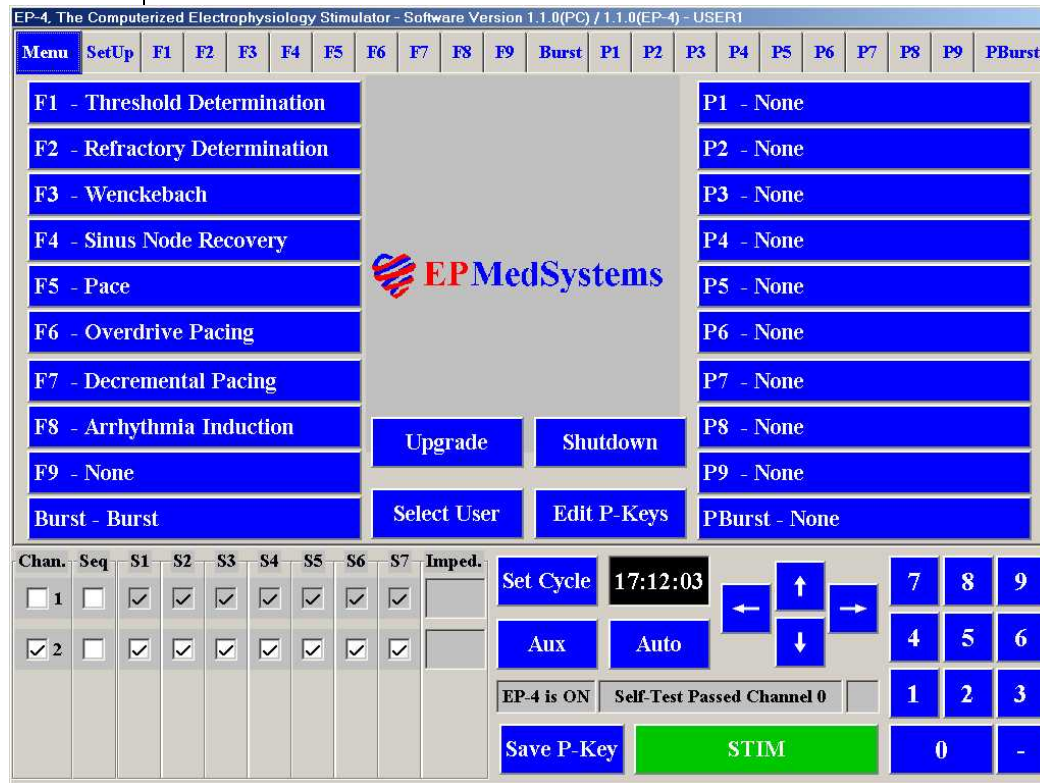 EP-4, The Computerized Electrophysiology Stimulator - Software Version 1.1.0(PC) / 1.1.0(EP-4) - USER1
Menu SetUp F1 F2 F3 F4 F5 F6 F7 F8 F9 Burst P1 P2 P3 P4 P5 P6 P7 P8 P9 PBurst
F1 - Threshold Determination
F2 - Refractory Determination
F3 - Wenckebach
F4 - Sinus Node Recovery
F5 - Pace
F6 - Overdrive Pacing
F7 - Decremental Pacing
F8 - Arrhythmia Induction
F9 - None
Burst - Burst
EPMedSystems
Upgrade Shutdown
Select User Edit P-Keys
P1 - None
P2 - None
P3 - None
P4 - None
P5 - None
P6 - None
P7 - None
P8 - None
P9 - None
PBurst - None
Chan. Seq S1 S2 S3 S4 S5 S6 S7 Imped.
1
2
Set Cycle 17:12:03
Aux Auto
EP-4 is ON Self-Test Passed Channel 0
Save P-Key STIM
7 8 9
4 5 6
1 2 3
0 -